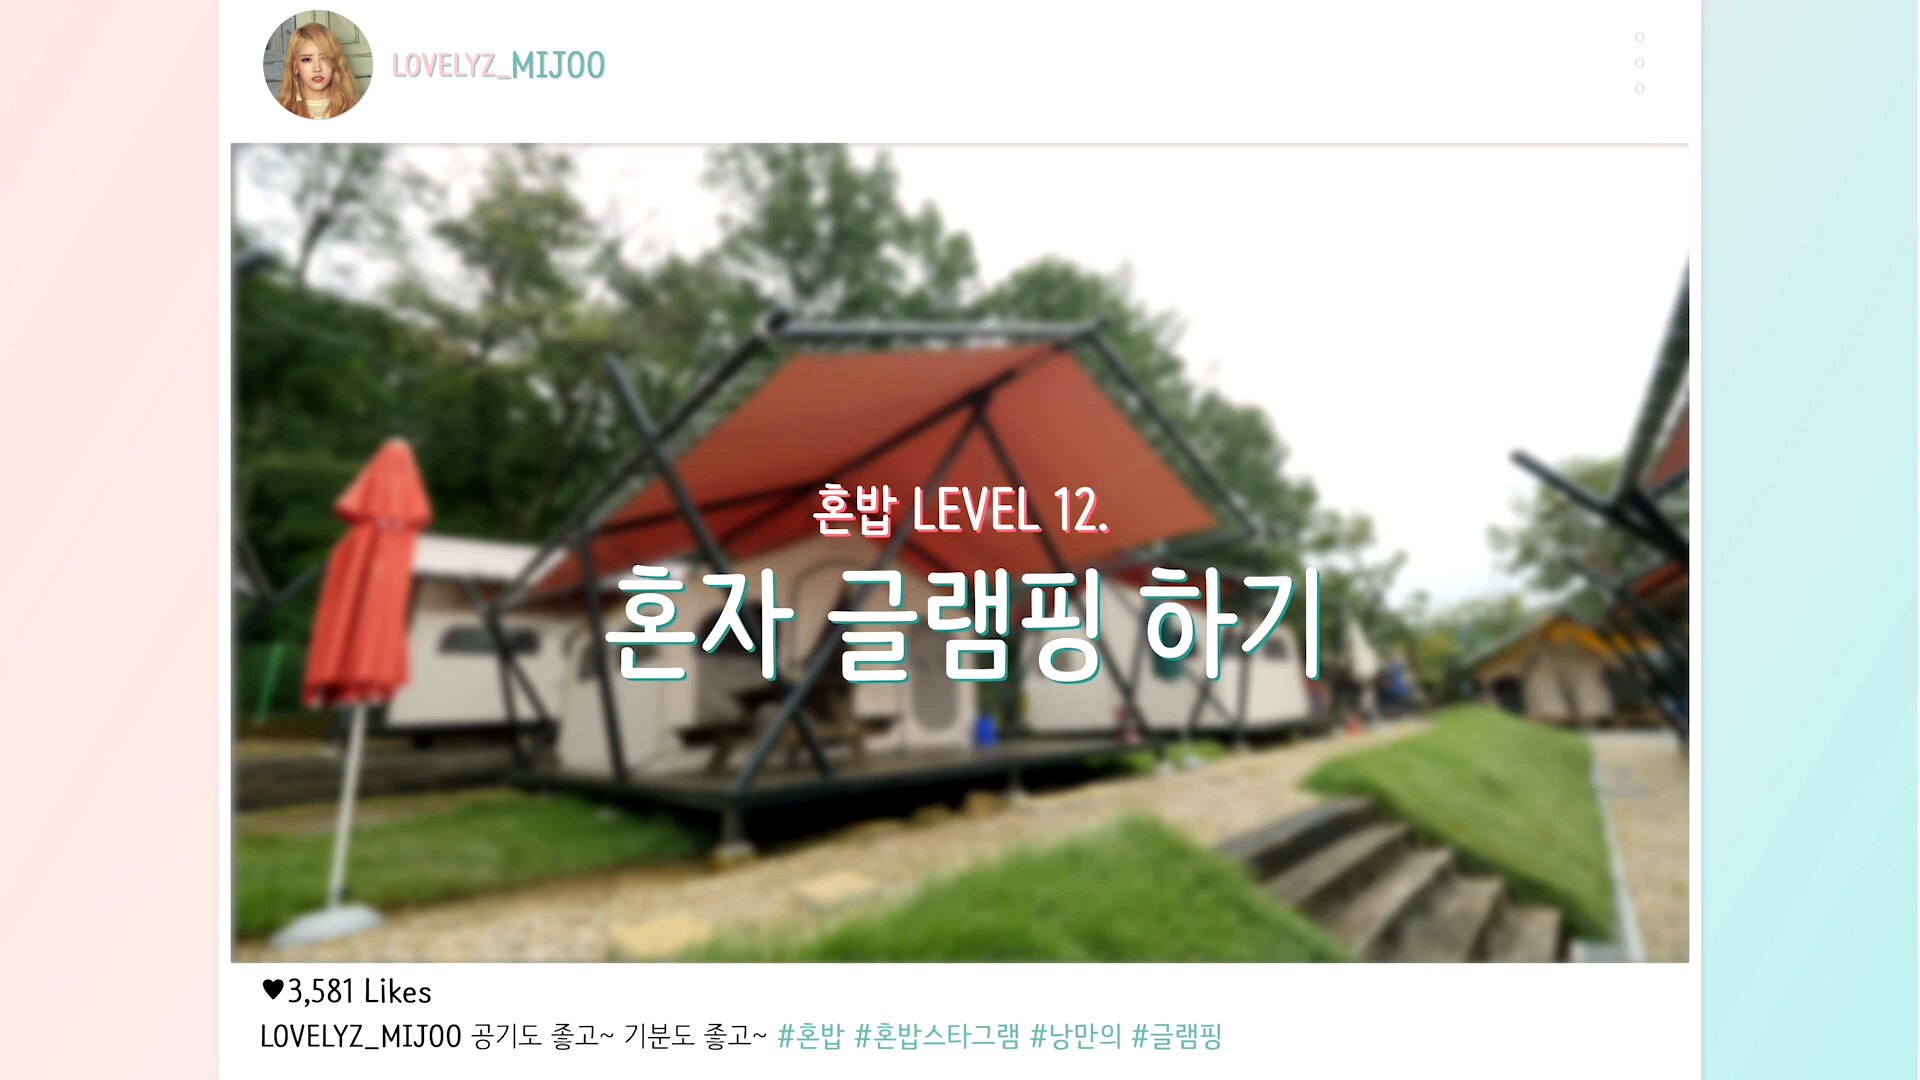 LOVELYZ_MIJOO
혼밥 LEVEL 12.
혼자 글램핑 하기
♥3,581 Likes
LOVELYZ_MIJOO 공기도 좋고~ 기분도 좋고~ #혼밥 #혼밥스타그램 #낭만의 #글램핑